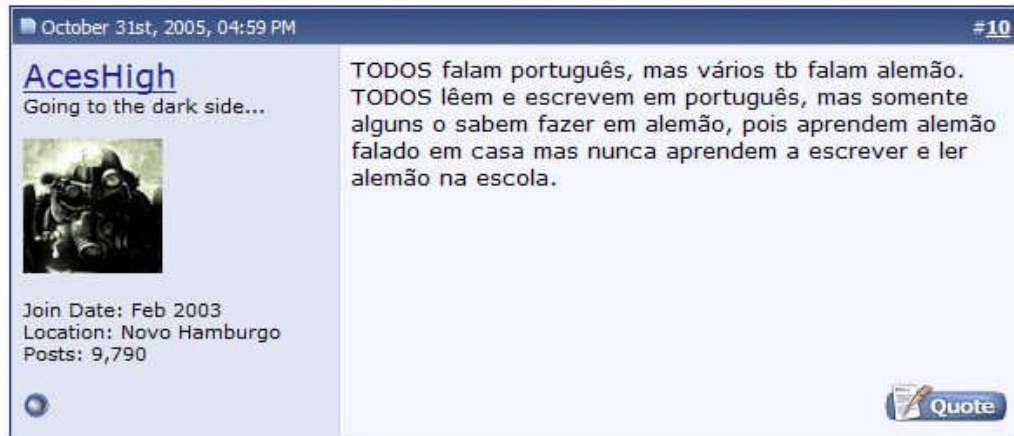 October 31st, 2005, 04:59 PM
#10
AcesHigh
Going to the dark side...
Join Date: Feb 2003
Location: Novo Hamburgo
Posts: 9,790
TODOS falam português, mas vários tb falam alemão.
TODOS lêem e escrevem em português, mas somente
alguns o sabem fazer em alemão, pois aprendem alemão
falado em casa mas nunca aprendem a escrever e ler
alemão na escola.
Quote